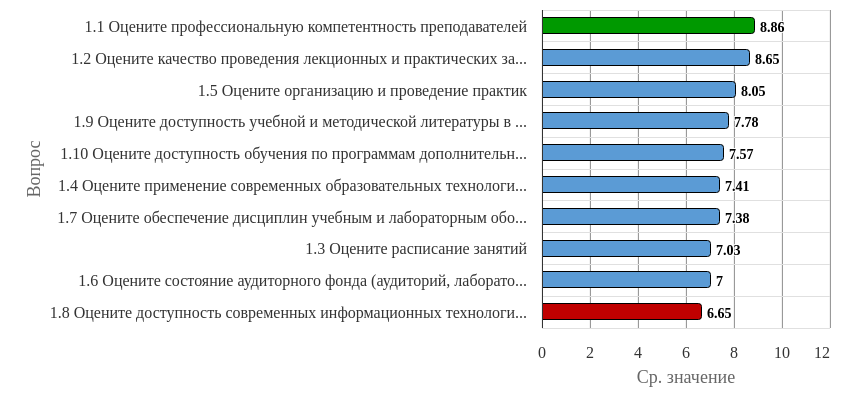 1.1 Оцените профессиональную компетентность преподавателей 8.86
1.2 Оцените качество проведения лекционных и практических за... 8.65
1.5 Оцените организацию и проведение практик 8.05
1.9 Оцените доступность учебной и методической литературы в ... 7.78
1.10 Оцените доступность обучения по программам дополнительн... 7.57
1.4 Оцените применение современных образовательных технологи... 7.41
1.7 Оцените обеспечение дисциплин учебным и лабораторным обо... 7.38
1.3 Оцените расписание занятий 7.03
1.6 Оцените состояние аудиторного фонда (аудиторий, лаборато... 7
1.8 Оцените доступность современных информационных технологи... 6.65
Вопрос
0 2 4 6 8 10 12
Ср. значение